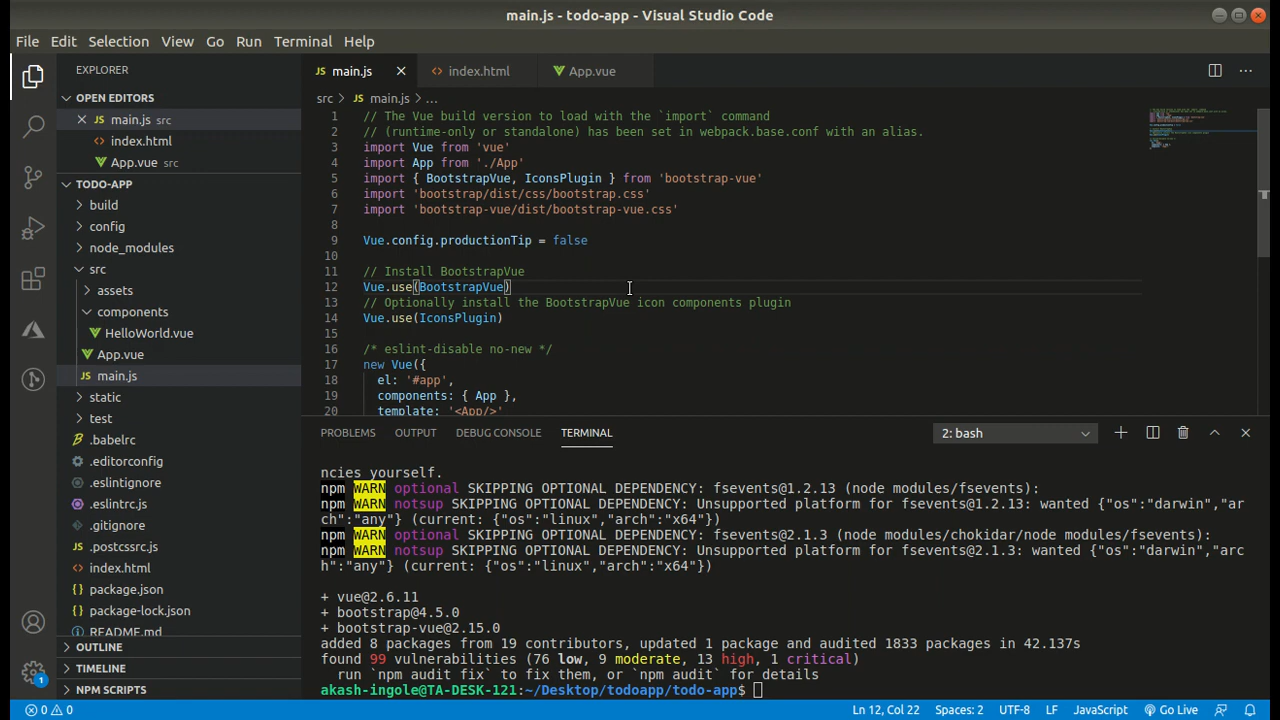 main.js - todo-app - Visual Studio Code
File Edit Selection View Go Run Terminal Help
EXPLORER
OPEN EDITORS
JS main.js src
<> index.html
App.vue src
TODO-APP
build
config
node_modules
src
assets
components
HelloWorld.vue
App.vue
JS main.js
static
test
.babelrc
.editorconfig
.eslintignore
.eslintrc.js
.gitignore
.postcssrc.js
<> index.html
{} package.json
{} package-lock.json
README.md
OUTLINE
TIMELINE
NPM SCRIPTS
1
JS main.js
<> index.html
App.vue
src > JS main.js > ...
1 // The Vue build version to load with the `import` command
2 // (runtime-only or standalone) has been set in webpack.base.conf with an alias.
3 import Vue from 'vue'
4 import App from './App'
5 import { BootstrapVue, IconsPlugin } from 'bootstrap-vue'
6 import 'bootstrap/dist/css/bootstrap.css'
7 import 'bootstrap-vue/dist/bootstrap-vue.css'
8
9 Vue.config.productionTip = false
10
11 // Install BootstrapVue
12 Vue.use(BootstrapVue)
13 // Optionally install the BootstrapVue icon components plugin
14 Vue.use(IconsPlugin)
15
16 /* eslint-disable no-new */
17 new Vue({
18 el: '#app',
19 components: { App },
20 template: '<App/>'
PROBLEMS OUTPUT DEBUG CONSOLE TERMINAL
2: bash
ncies yourself.
npm WARN optional SKIPPING OPTIONAL DEPENDENCY: fsevents@1.2.13 (node modules/fsevents):
npm WARN notsup SKIPPING OPTIONAL DEPENDENCY: Unsupported platform for fsevents@1.2.13: wanted {"os":"darwin","ar
ch":"any"} (current: {"os":"linux","arch":"x64"})
npm WARN optional SKIPPING OPTIONAL DEPENDENCY: fsevents@2.1.3 (node modules/chokidar/node modules/fsevents):
npm WARN notsup SKIPPING OPTIONAL DEPENDENCY: Unsupported platform for fsevents@2.1.3: wanted {"os":"darwin","arc
h":"any"} (current: {"os":"linux","arch":"x64"})
+ vue@2.6.11
+ bootstrap@4.5.0
+ bootstrap-vue@2.15.0
added 8 packages from 19 contributors, updated 1 package and audited 1833 packages in 42.137s
found 99 vulnerabilities (76 low, 9 moderate, 13 high, 1 critical)
run `npm audit fix` to fix them, or `npm audit` for details
akash-ingole@TA-DESK-121:~/Desktop/todoapp/todo-app$
0 0 Ln 12, Col 22 Spaces: 2 UTF-8 LF JavaScript Go Live